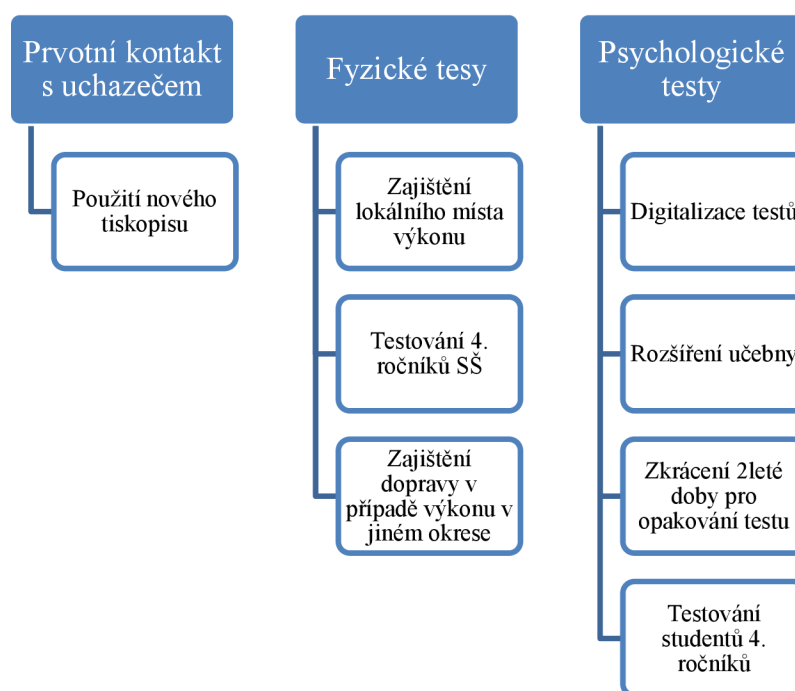 Prvotní kontakt
s uchazečem
Použití nového
tiskopisu
Fyzické tesy
Zajištění
lokálního místa
výkonu
Testování 4.
ročníků SŠ
Zajištění
dopravy v
případě výkonu v
jiném okrese
Psychologické
testy
Digitalizace testů
Rozšíření učebny
Zkrácení 2leté
doby pro
opakování testu
Testování
studentů 4.
ročníků